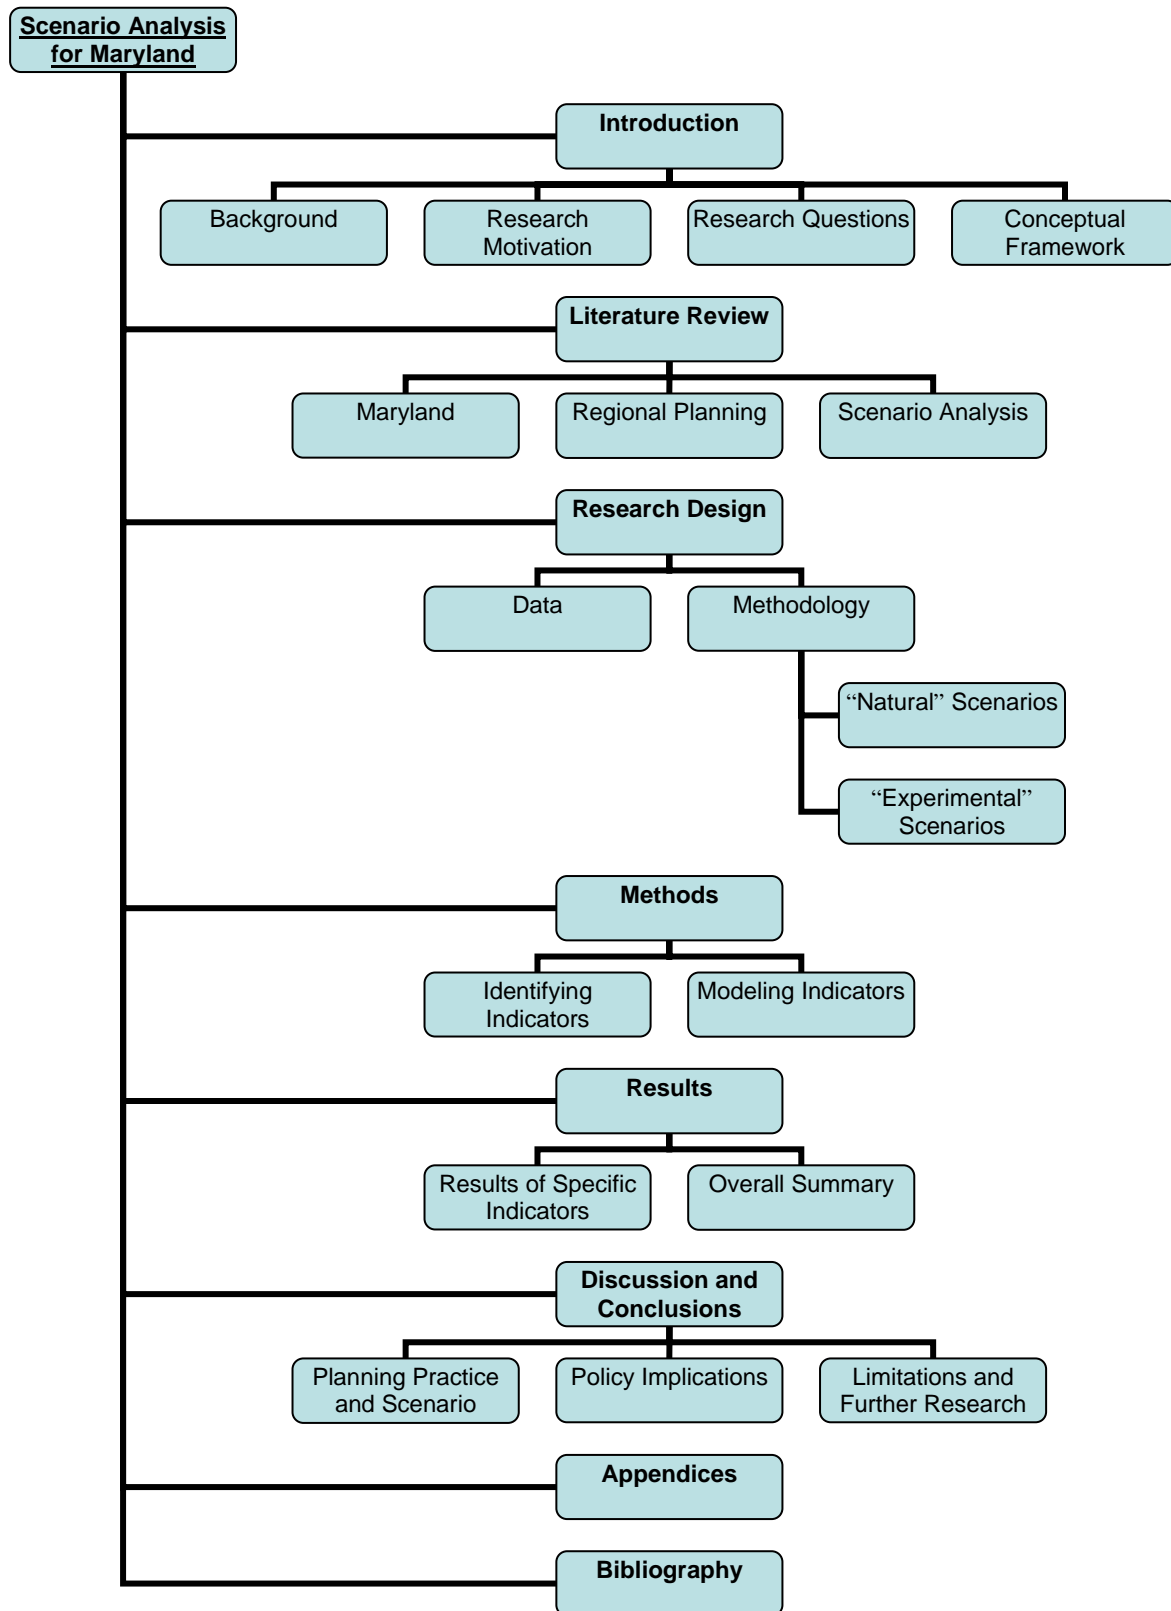 Scenario Analysis
for Maryland
Introduction
Background
Research
Motivation
Research Questions
Conceptual
Framework
Literature Review
Maryland
Regional Planning
Scenario Analysis
Research Design
Data
Methodology
“Natural” Scenarios
“Experimental”
Scenarios
Methods
Identifying
Indicators
Modeling Indicators
Results
Results of Specific
Indicators
Overall Summary
Discussion and
Conclusions
Planning Practice
and Scenario
Policy Implications
Limitations and
Further Research
Appendices
Bibliography